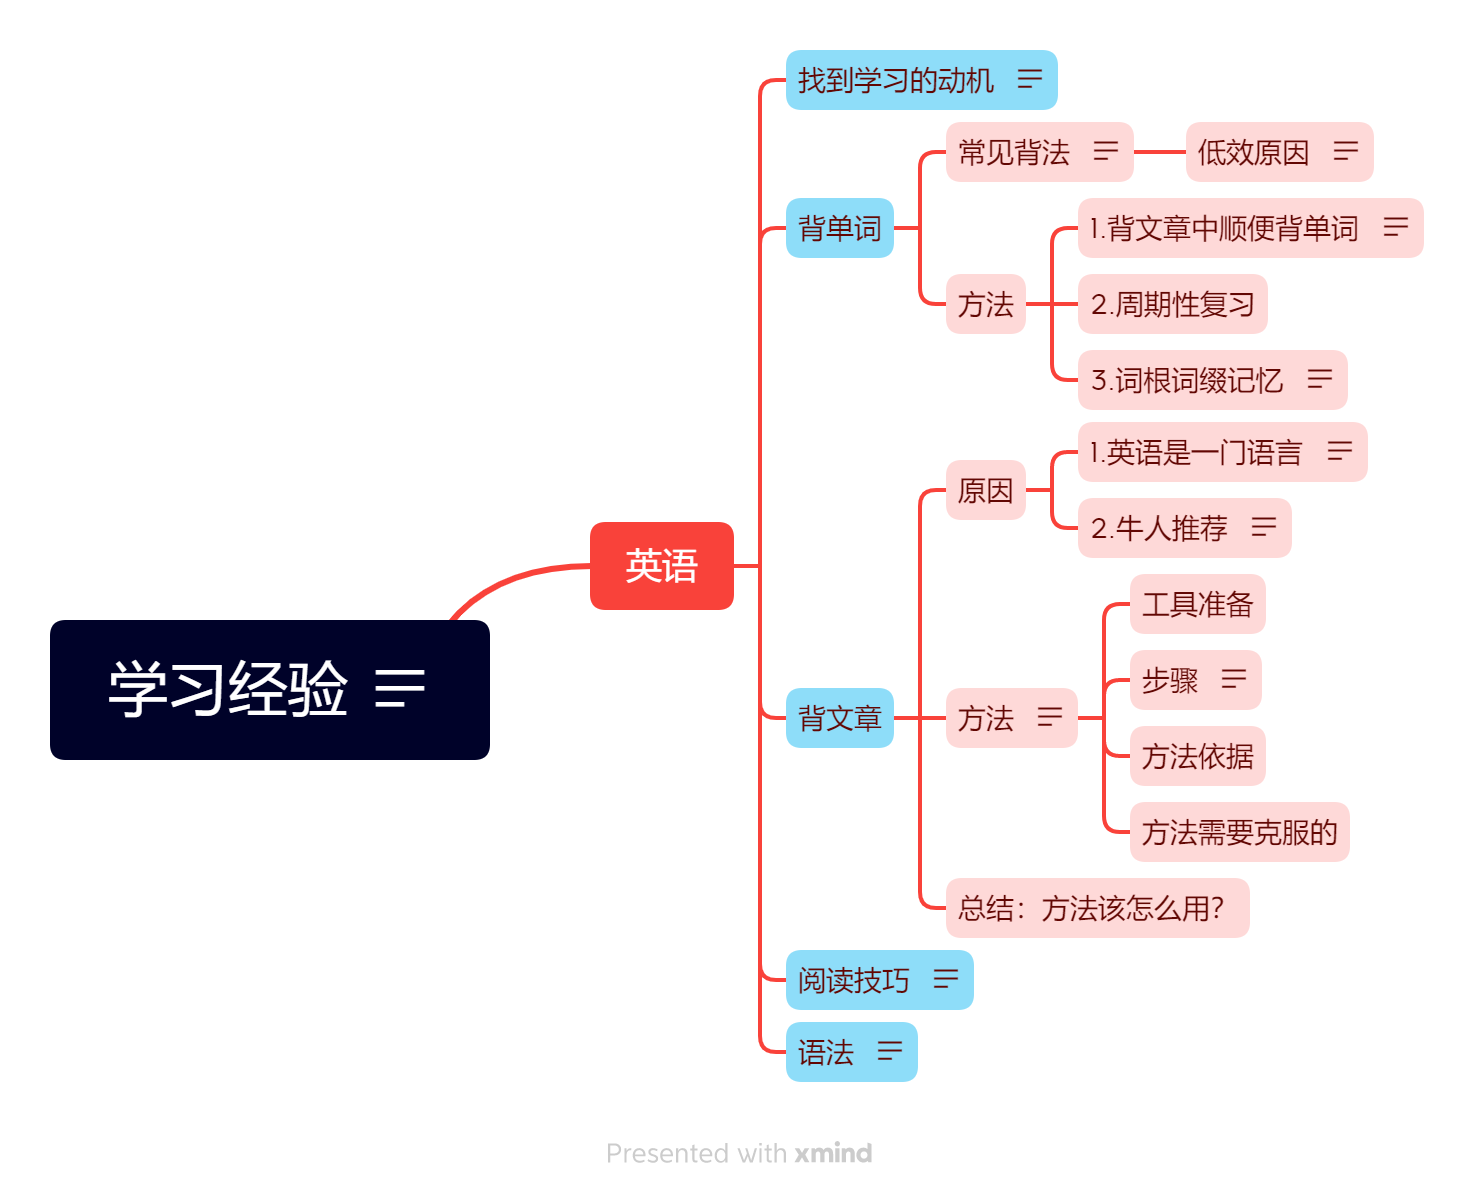 学习经验
英语
找到学习的动机
背单词
常见背法
低效原因
方法
1.背文章中顺便背单词
2.周期性复习
3.词根词缀记忆
背文章
原因
1.英语是一门语言
2.牛人推荐
方法
工具准备
步骤
方法依据
方法需要克服的
总结：方法该怎么用？
阅读技巧
语法
Presented with xmind